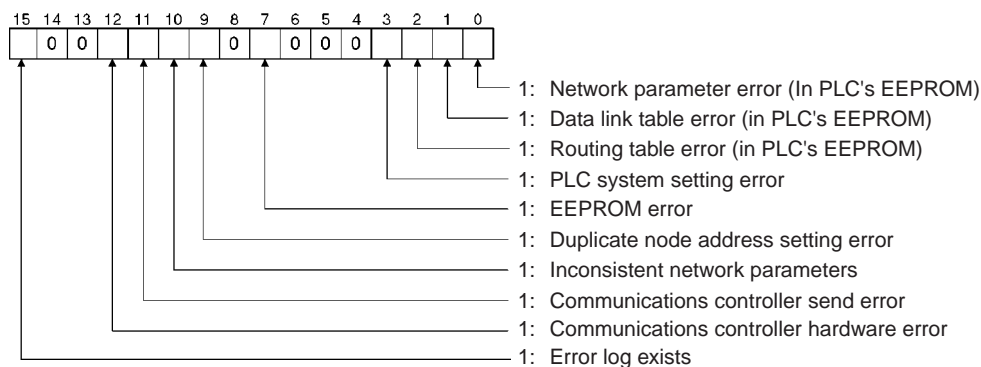 15 14 13 12 11 10 9 8 7 6 5 4 3 2 1 0
0 0 0 0 0 0
1: Network parameter error (In PLC's EEPROM)
1: Data link table error (in PLC's EEPROM)
1: Routing table error (in PLC's EEPROM)
1: PLC system setting error
1: EEPROM error
1: Duplicate node address setting error
1: Inconsistent network parameters
1: Communications controller send error
1: Communications controller hardware error
1: Error log exists